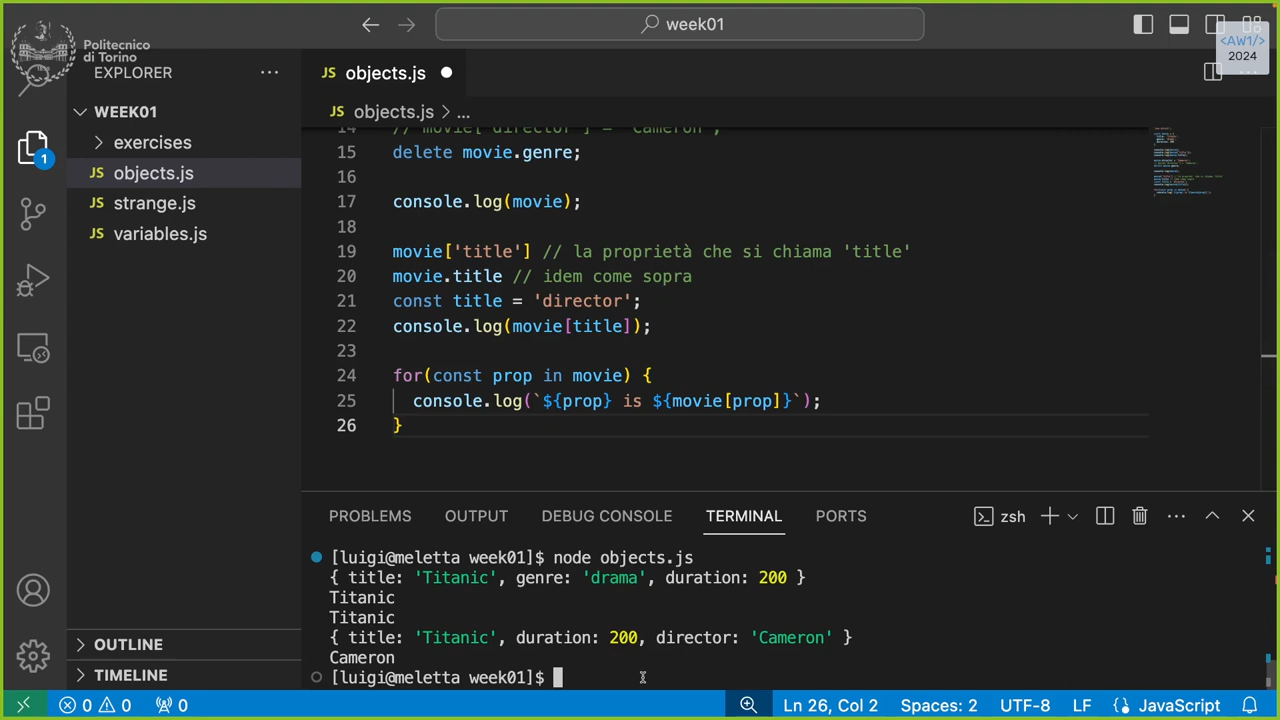 week01
Politecnico
di Torino
<AW1/>
2024
EXPLORER
JS objects.js
WEEK01
JS objects.js > ...
exercises
JS objects.js
JS strange.js
JS variables.js
1
14 // movie['director'] = 'Cameron';
15 delete movie.genre;
16
17 console.log(movie);
18
19 movie['title'] // la proprietà che si chiama 'title'
20 movie.title // idem come sopra
21 const title = 'director';
22 console.log(movie[title]);
23
24 for(const prop in movie) {
25 console.log(`${prop} is ${movie[prop]}`);
26 }
PROBLEMS OUTPUT DEBUG CONSOLE TERMINAL PORTS zsh
[luigi@meletta week01]$ node objects.js
{ title: 'Titanic', genre: 'drama', duration: 200 }
Titanic
Titanic
{ title: 'Titanic', duration: 200, director: 'Cameron' }
Cameron
[luigi@meletta week01]$
OUTLINE
TIMELINE
0 0 0 Ln 26, Col 2 Spaces: 2 UTF-8 LF {} JavaScript